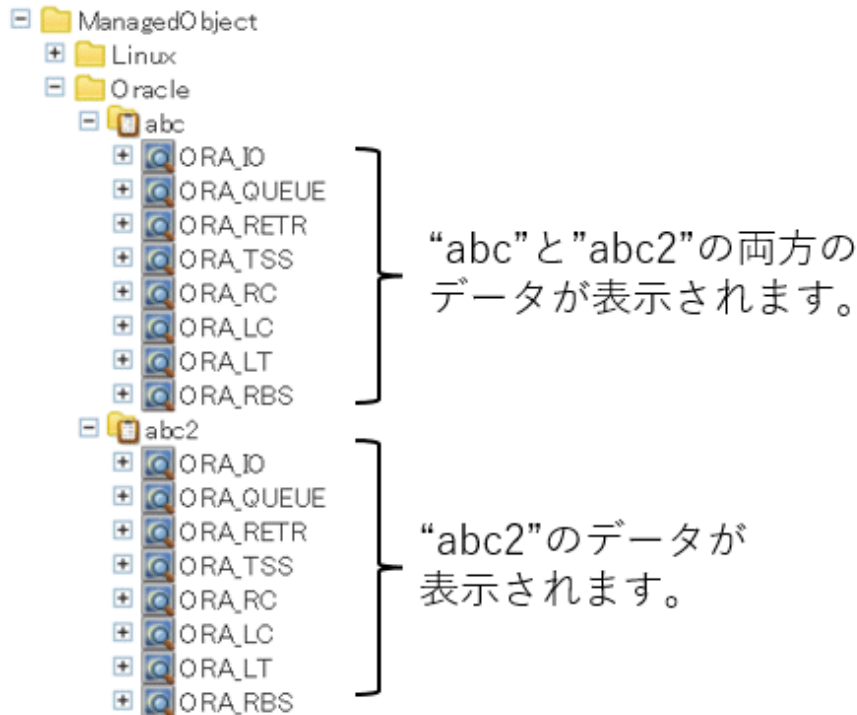 ManagedObject
Linux
Oracle
abc
ORA_IO
ORA_QUEUE
ORA_RETR
ORA_TSS
ORA_RC
ORA_LC
ORA_LT
ORA_RBS
“abc”と”abc2”の両方の
データが表示されます。
abc2
ORA_IO
ORA_QUEUE
ORA_RETR
ORA_TSS
ORA_RC
ORA_LC
ORA_LT
ORA_RBS
“abc2”のデータが
表示されます。